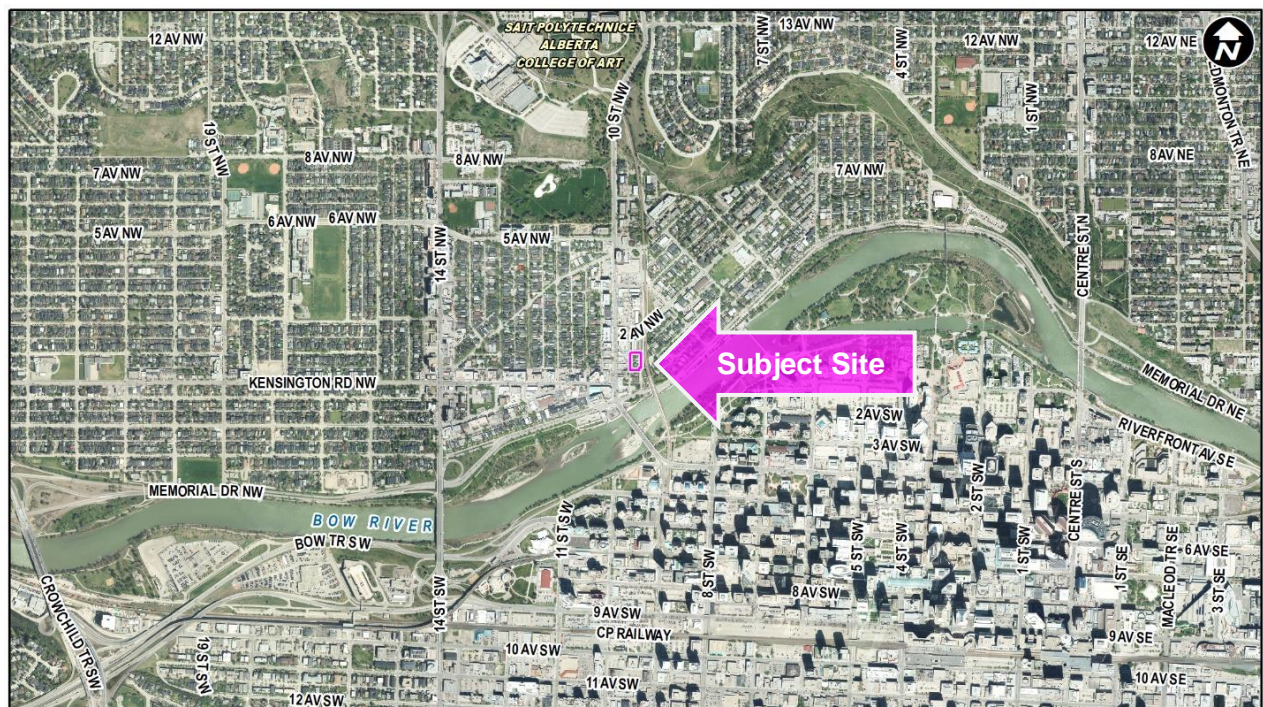 12 AV NW
SAIT POLYTECHNICE
ALBERTA
COLLEGE OF ART
13 AV NW
7 ST NW
4 ST NW
12 AV NW
12 AV NE
N
EDMONTON TR NE
10 ST NW
1 ST NW
19 ST NW
8 AV NW
8 AV NW
8 AV NE
7 AV NW
7 AV NW
6 AV NW
6 AV NW
5 AV NW
5 AV NW
14 ST NW
CENTRE ST N
2 AV NW
Subject Site
KENSINGTON RD NW
MEMORIAL DR NE
2 AV SW
3 AV SW
RIVERFRONT AV SE
MEMORIAL DR NW
2 ST SW
BOW RIVER
BOW TR SW
11 ST SW
CENTRE ST S
8 ST SW
5 ST SW
4 ST SW
1 ST SW
1 ST SE
MACLEOD TR SE
6 AV SE
3 ST SE
CROWCHILD TR SW
14 ST SW
8 AV SW
9 AV SW
CP RAILWAY
9 AV SE
19 ST SW
10 AV SW
10 AV SE
11 AV SW
12 AV SW